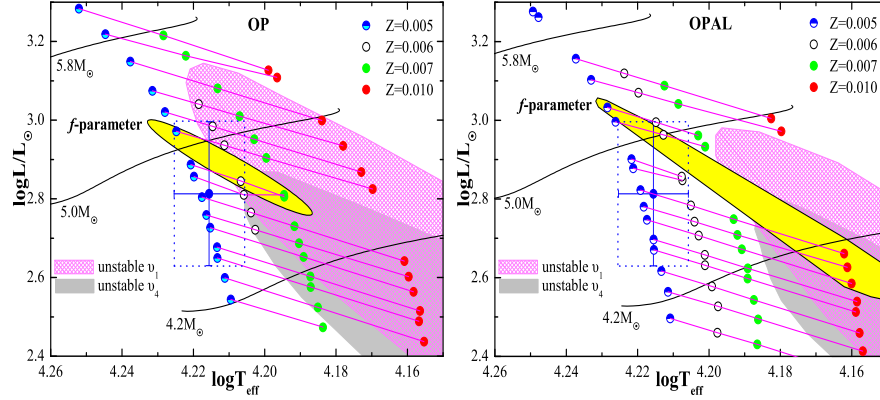 OP
Z=0.005
Z=0.006
Z=0.007
Z=0.010
5.8M☉
f-parameter
5.0M☉
4.2M☉
unstable υ₁
unstable υ₄
logL/L☉
3.2
3.0
2.8
2.6
2.4
4.26 4.24 4.22 4.20 4.18 4.16
logT_eff
OPAL
Z=0.005
Z=0.006
Z=0.007
Z=0.010
5.8M☉
f-parameter
5.0M☉
4.2M☉
unstable υ₁
unstable υ₄
logL/L☉
3.2
3.0
2.8
2.6
2.4
4.26 4.24 4.22 4.20 4.18 4.16
logT_eff